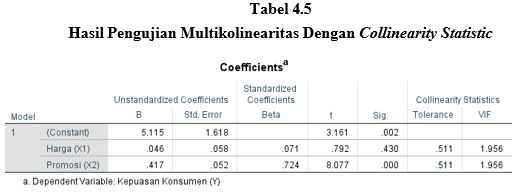 Tabel 4.5
Hasil Pengujian Multikolinearitas Dengan Collinearity Statistic
Coefficientsᵃ
Unstandardized Coefficients Standardized Coefficients Collinearity Statistics
Model B Std. Error Beta t Sig. Tolerance VIF
1 (Constant) 5.115 1.618 3.161 .002
Harga (X1) .046 .058 .071 .792 .430 .511 1.956
Promosi (X2) .417 .052 .724 8.077 .000 .511 1.956
a. Dependent Variable: Kepuasan Konsumen (Y)